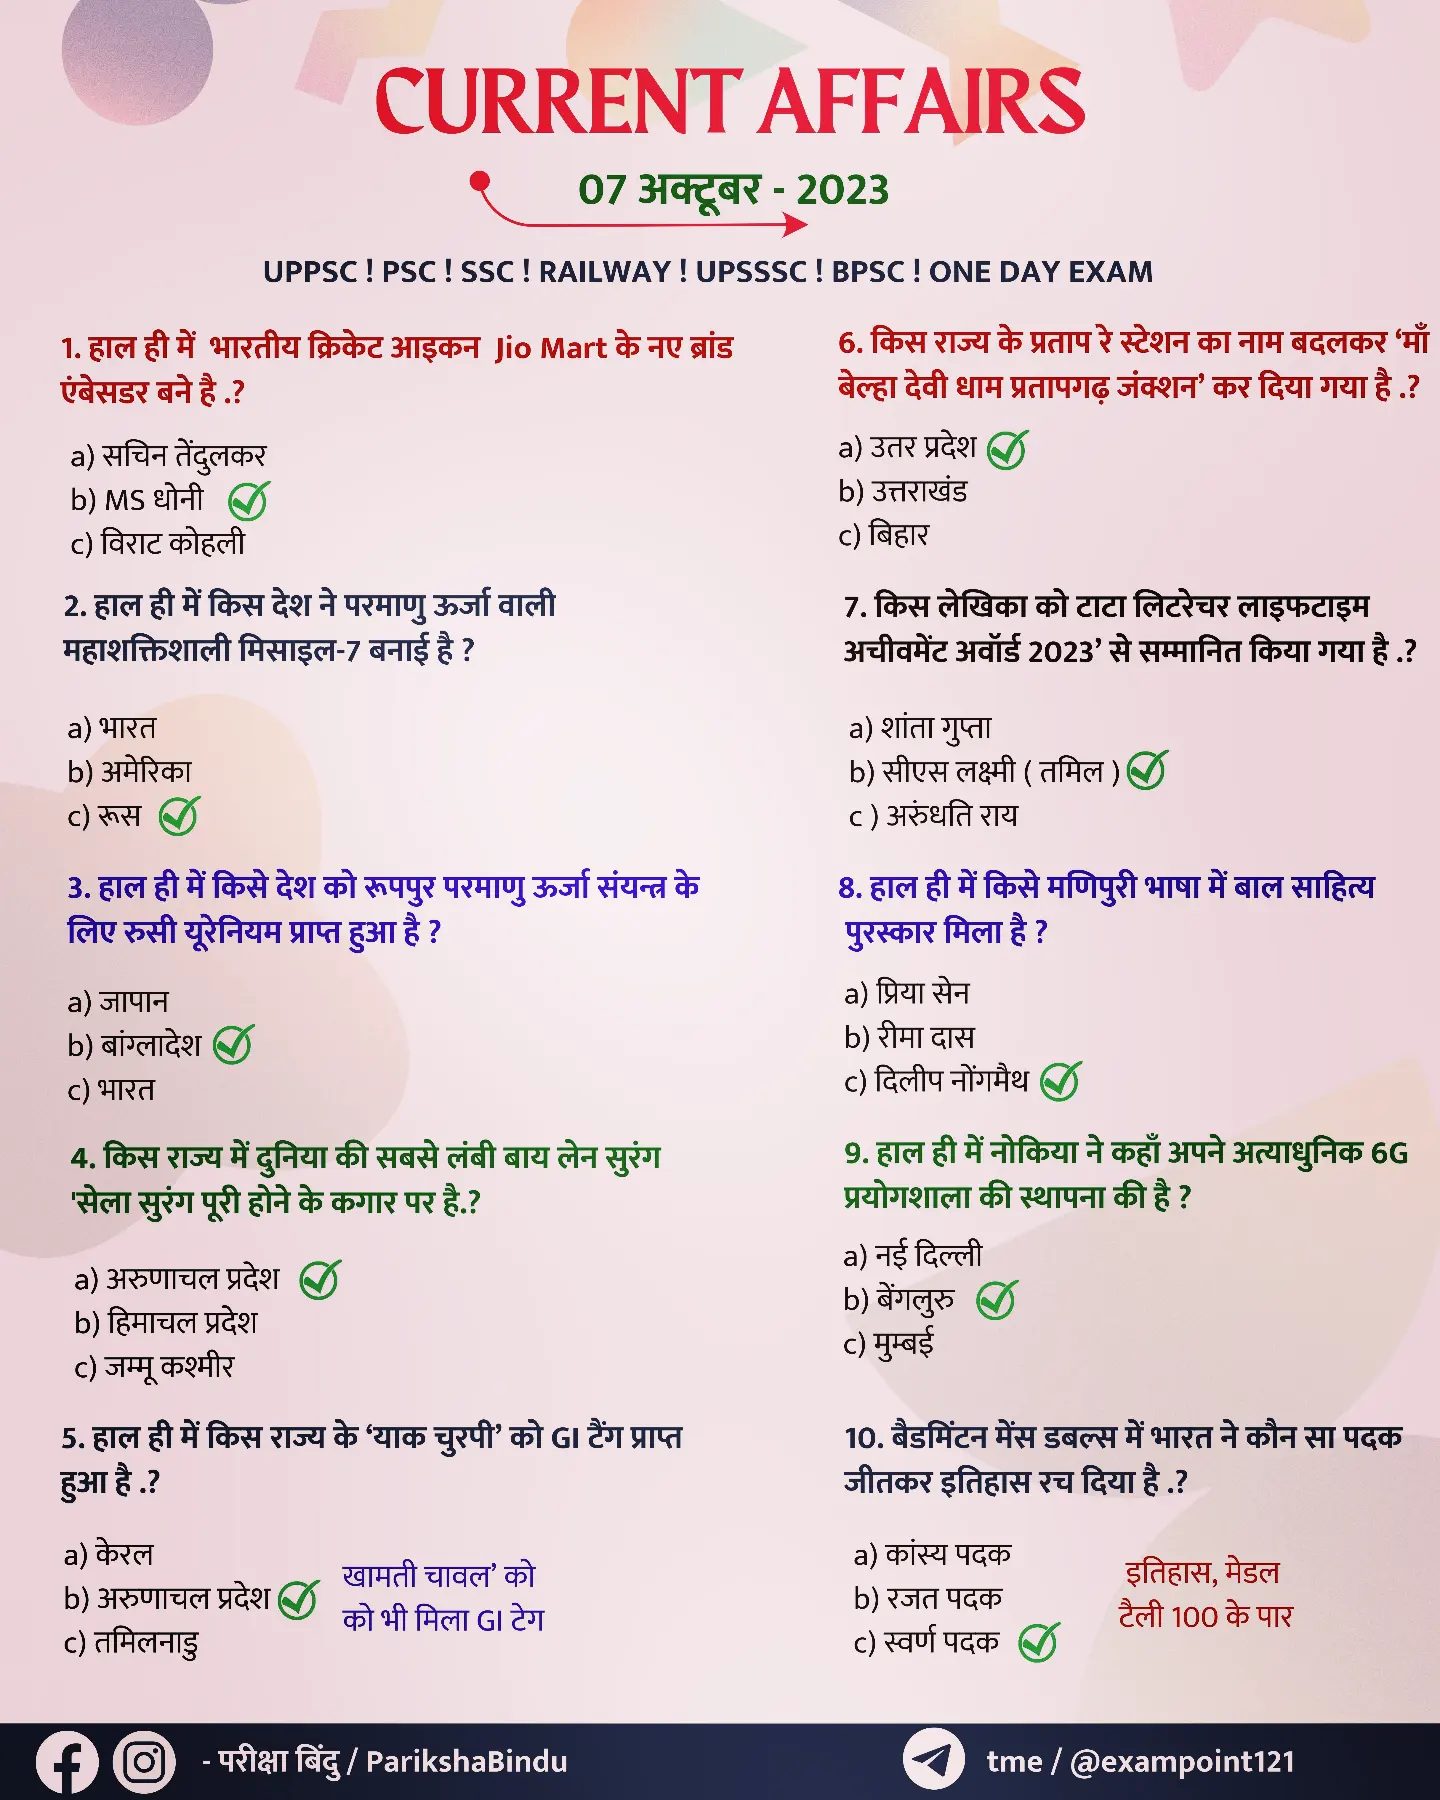 CURRENT AFFAIRS
07 अक्टूबर - 2023
UPPSC ! PSC ! SSC ! RAILWAY ! UPSSSC ! BPSC ! ONE DAY EXAM
1. हाल ही में भारतीय क्रिकेट आइकन Jio Mart के नए ब्रांड
एंबेसडर बने है .?
a) सचिन तेंदुलकर
b) MS धोनी
c) विराट कोहली
2. हाल ही में किस देश ने परमाणु ऊर्जा वाली
महाशक्तिशाली मिसाइल-7 बनाई है ?
a) भारत
b) अमेरिका
c) रूस
3. हाल ही में किसे देश को रूपपुर परमाणु ऊर्जा संयन्त्र के
लिए रुसी यूरेनियम प्राप्त हुआ है ?
a) जापान
b) बांग्लादेश
c) भारत
4. किस राज्य में दुनिया की सबसे लंबी बाय लेन सुरंग
'सेला सुरंग पूरी होने के कगार पर है.?
a) अरुणाचल प्रदेश
b) हिमाचल प्रदेश
c) जम्मू कश्मीर
5. हाल ही में किस राज्य के ‘याक चुरपी’ को GI टैंग प्राप्त
हुआ है .?
a) केरल
b) अरुणाचल प्रदेश
c) तमिलनाडु
खामती चावल’ को
को भी मिला GI टेग
6. किस राज्य के प्रताप रे स्टेशन का नाम बदलकर ‘माँ
बेल्हा देवी धाम प्रतापगढ़ जंक्शन’ कर दिया गया है .?
a) उतर प्रदेश
b) उत्तराखंड
c) बिहार
7. किस लेखिका को टाटा लिटरेचर लाइफटाइम
अचीवमेंट अवॉर्ड 2023’ से सम्मानित किया गया है .?
a) शांता गुप्ता
b) सीएस लक्ष्मी ( तमिल )
c ) अरुंधति राय
8. हाल ही में किसे मणिपुरी भाषा में बाल साहित्य
पुरस्कार मिला है ?
a) प्रिया सेन
b) रीमा दास
c) दिलीप नोंगमैथ
9. हाल ही में नोकिया ने कहाँ अपने अत्याधुनिक 6G
प्रयोगशाला की स्थापना की है ?
a) नई दिल्ली
b) बेंगलुरु
c) मुम्बई
10. बैडमिंटन मेंस डबल्स में भारत ने कौन सा पदक
जीतकर इतिहास रच दिया है .?
a) कांस्य पदक
b) रजत पदक
c) स्वर्ण पदक
इतिहास, मेडल
टैली 100 के पार
- परीक्षा बिंदु / ParikshaBindu
tme / @exampoint121